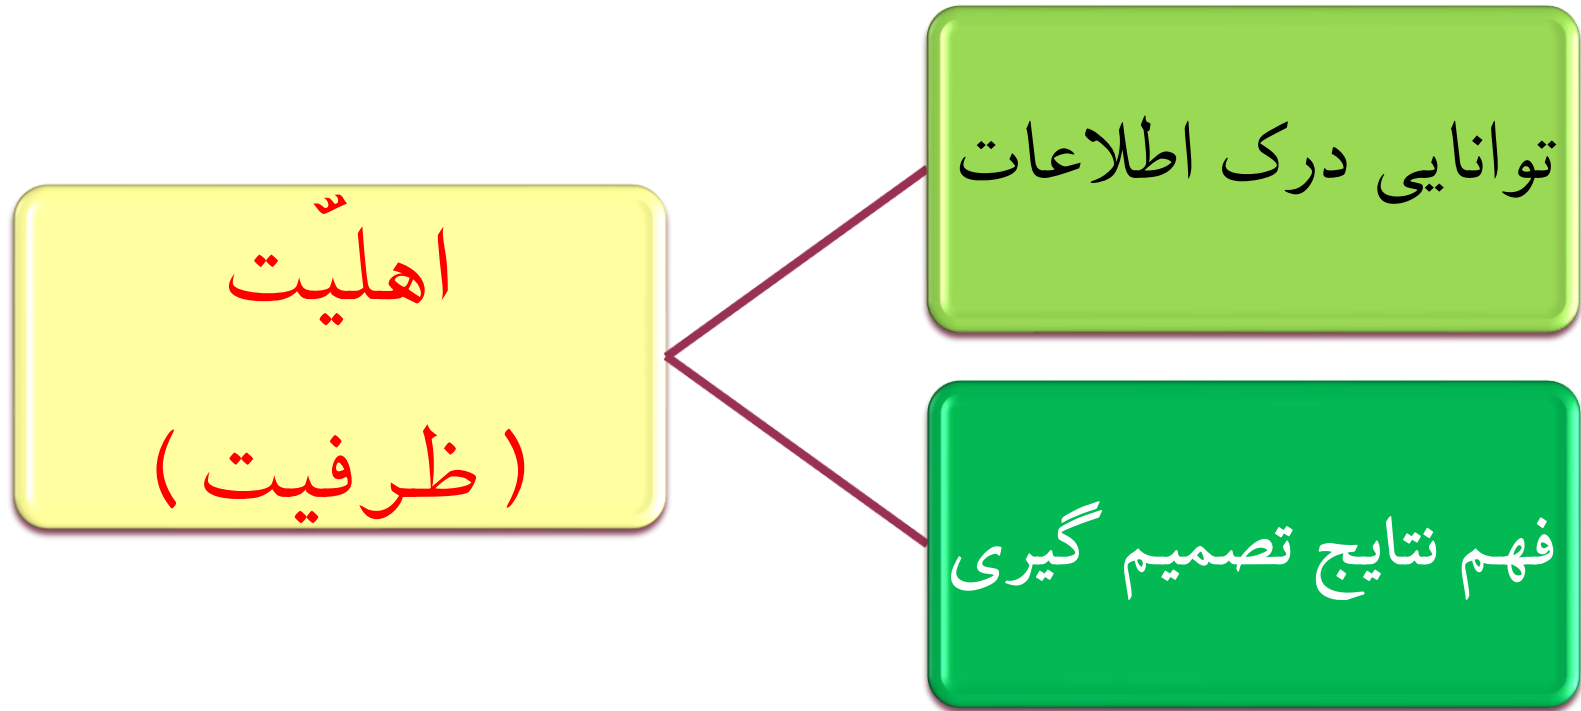 اهلیّت
( ظرفیت )
توانایی درک اطلاعات
فهم نتایج تصمیم گیری